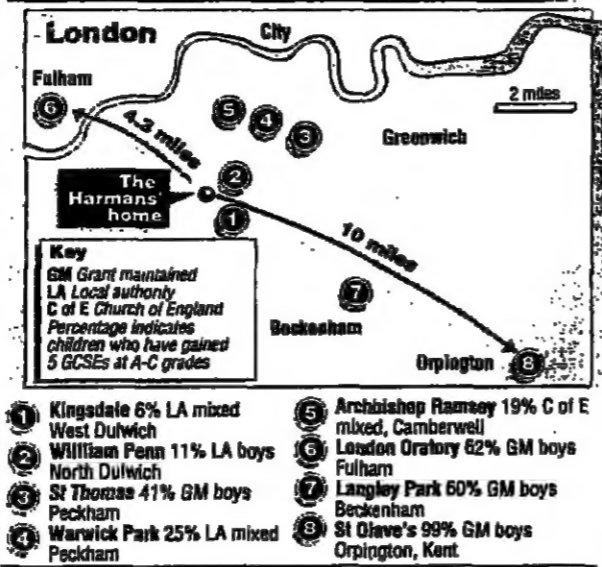 London
City
Fulham
6
4.2 miles
5
4
3
Greenwich
2 miles
The
Harmans'
home
2
1
10 miles
Key
GM Grant maintained
LA Local authority
C of E Church of England
Percentage indicates
children who have gained
5 GCSEs at A-C grades
7
Beckenham
Orpington
8
1 Kingsdale 6% LA mixed
West Dulwich
2 William Penn 11% LA boys
North Dulwich
3 St Thomas 41% GM boys
Peckham
4 Warwick Park 25% LA mixed
Peckham
5 Archbishop Ramsey 19% C of E
mixed, Camberwell
6 London Oratory 62% GM boys
Fulham
7 Langley Park 60% GM boys
Beckenham
8 St Olave's 99% GM boys
Orpington, Kent